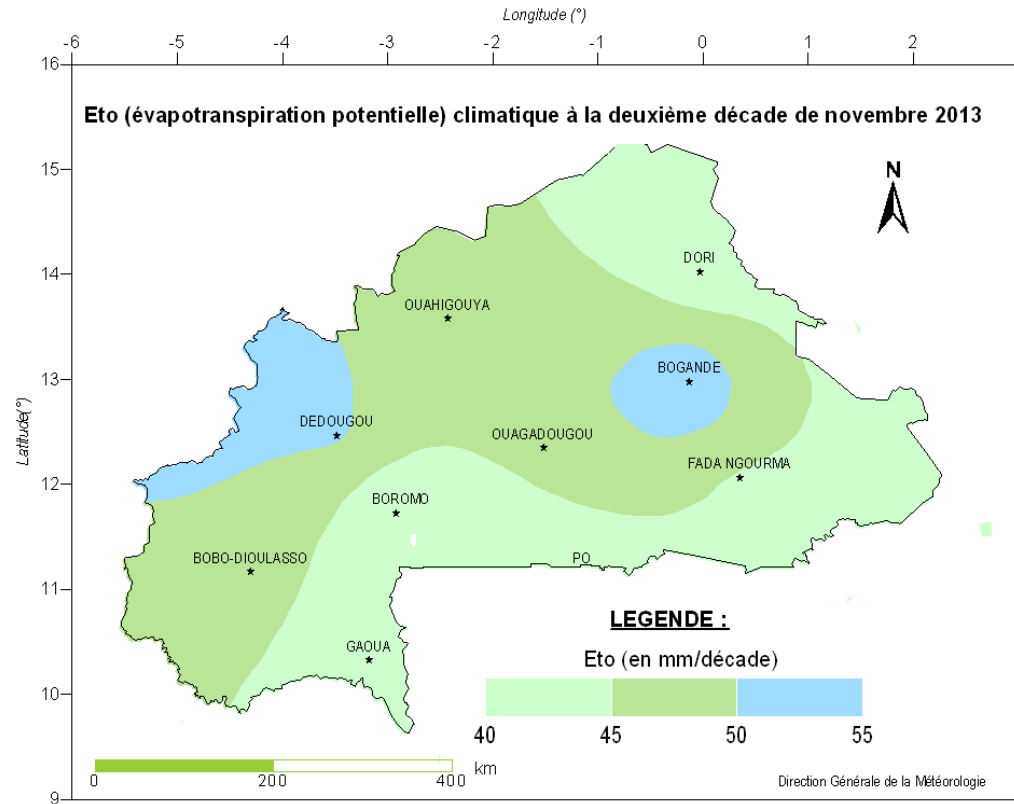 Longitude (°)
-6 -5 -4 -3 -2 -1 0 1 2
16
Eto (évapotranspiration potentielle) climatique à la deuxième décade de novembre 2013
15
N
DORI
14
OUAHIGOUYA
BOGANDE
13
DEDOUGOU
OUAGADOUGOU
Latitude(°)
FADA NGOURMA
12
BOROMO
BOBO-DIOULASSO
PO
11
LEGENDE :
GAOUA
Eto (en mm/décade)
10
40 45 50 55
km
0 200 400
Direction Générale de la Météorologie
9